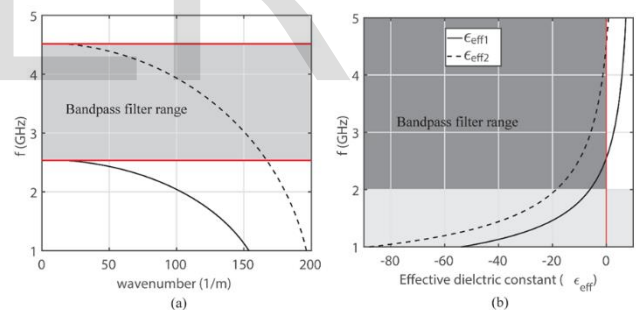 5
4
3
2
1
f (GHz)
Bandpass filter range
0
50
100
150
200
wavenumber (1/m)
(a)
5
4
3
2
1
f (GHz)
ϵeff1
ϵeff2
Bandpass filter range
-80
-60
-40
-20
0
Effective dielctric constant ( ϵeff)
(b)